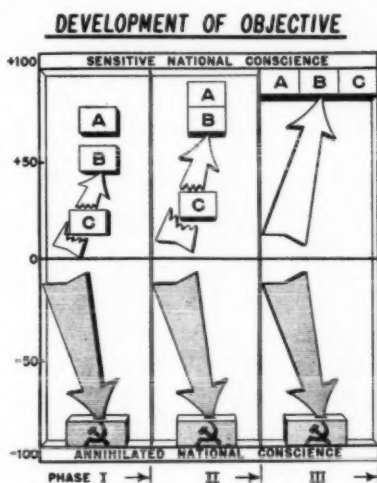 DEVELOPMENT OF OBJECTIVE
+100
SENSITIVE NATIONAL CONSCIENCE
A B C
A
A
B
B
+50
C
C
0
-50
-100
ANNIHILATED NATIONAL CONSCIENCE
PHASE I II III